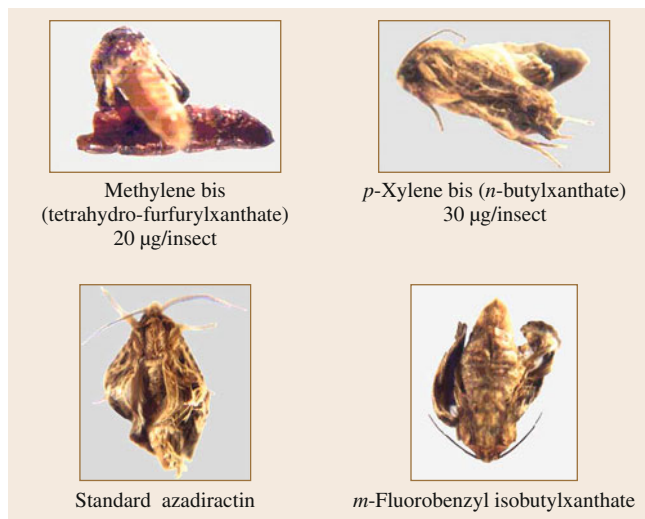 Methylene bis
(tetrahydro-furfurylxanthate)
20 µg/insect
p-Xylene bis (n-butylxanthate)
30 µg/insect
Standard azadiractin
m-Fluorobenzyl isobutylxanthate